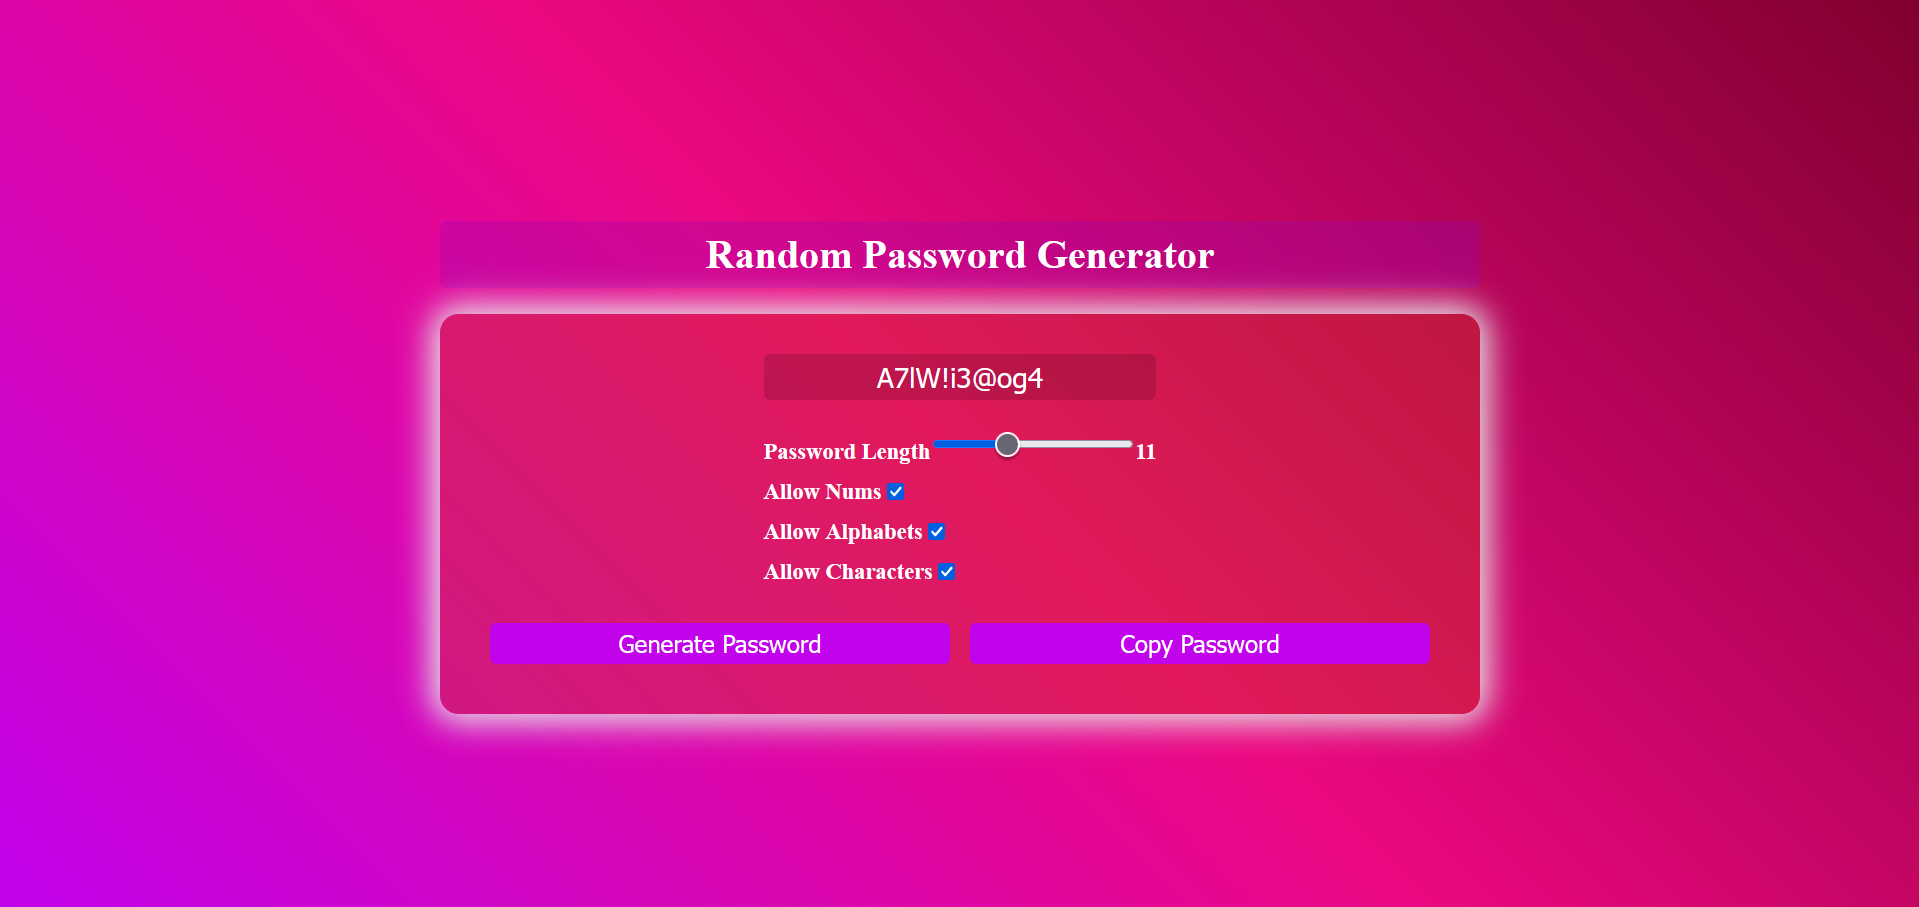 Random Password Generator
A7lW!i3@og4
Password Length 11
Allow Nums
Allow Alphabets
Allow Characters
Generate Password Copy Password